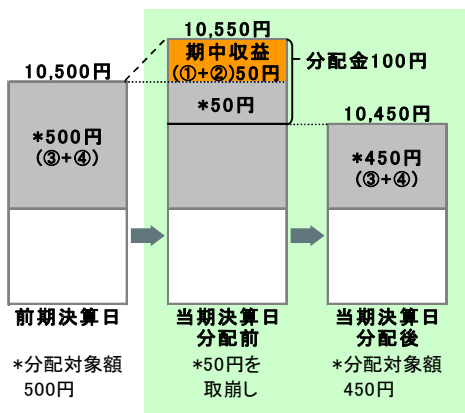 10,550円
期中収益
(①+②)50円
分配金100円
10,500円
*50円
10,450円
*500円
(③+④)
*450円
(③+④)
前期決算日
当期決算日
分配前
当期決算日
分配後
*分配対象額
500円
*50円を
取崩し
*分配対象額
450円